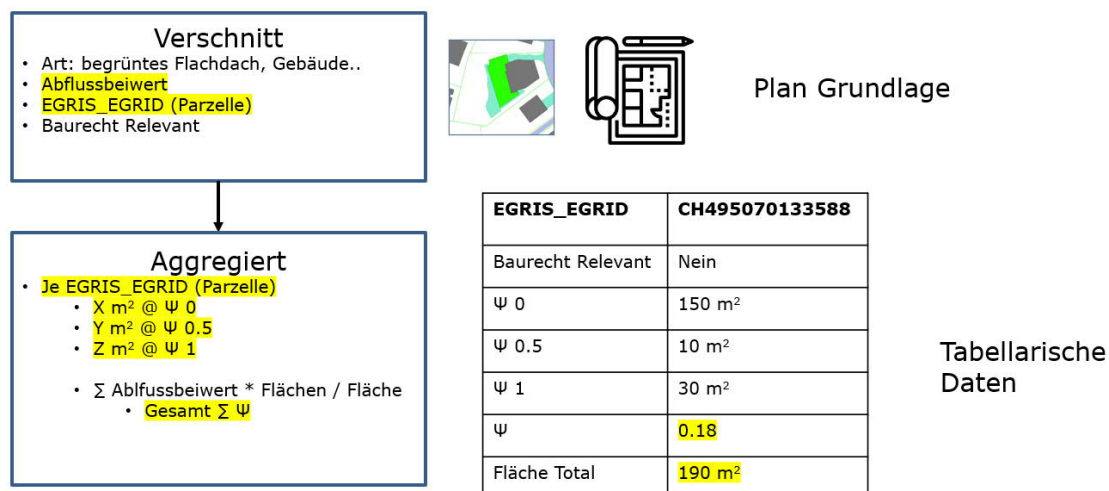 Verschnitt
• Art: begrüntes Flachdach, Gebäude..
• Abflussbeiwert
• EGRIS_EGRID (Parzelle)
• Baurecht Relevant
Plan Grundlage
Aggregiert
• Je EGRIS_EGRID (Parzelle)
• X m² @ Ψ 0
• Y m² @ Ψ 0.5
• Z m² @ Ψ 1
• ∑ Ablfussbeiwert * Flächen / Fläche
• Gesamt ∑ Ψ
EGRIS_EGRID CH495070133588
Baurecht Relevant Nein
Ψ 0 150 m²
Ψ 0.5 10 m²
Ψ 1 30 m²
Ψ 0.18
Fläche Total 190 m²
Tabellarische
Daten